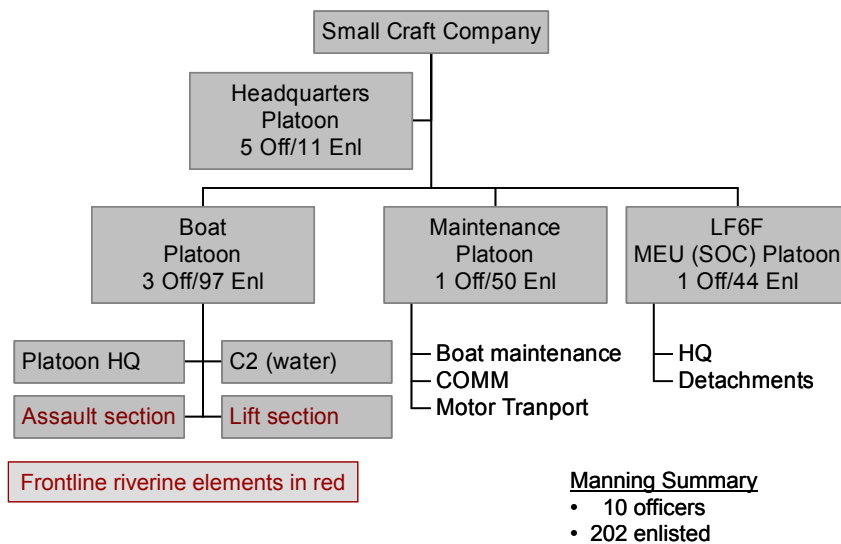 Small Craft Company
Headquarters
Platoon
5 Off/11 Enl
Boat
Platoon
3 Off/97 Enl
Maintenance
Platoon
1 Off/50 Enl
LF6F
MEU (SOC) Platoon
1 Off/44 Enl
Platoon HQ
C2 (water)
Assault section
Lift section
Boat maintenance
COMM
Motor Tranport
HQ
Detachments
Frontline riverine elements in red
Manning Summary
• 10 officers
• 202 enlisted